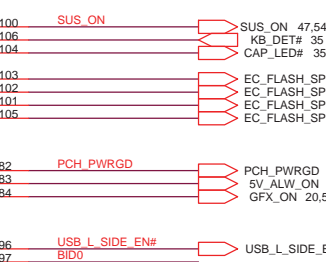 100 SUS_ON SUS_ON 47,54
106 KB_DET# 35
104 CAP_LED# 35
103 EC_FLASH_SP
102 EC_FLASH_SP
101 EC_FLASH_SP
105 EC_FLASH_SP
82 PCH_PWRGD PCH_PWRGD
83 5V_ALW_ON
84 GFX_ON 20,5
96 USB_L_SIDE_EN# USB_L_SIDE_E
97 BID0